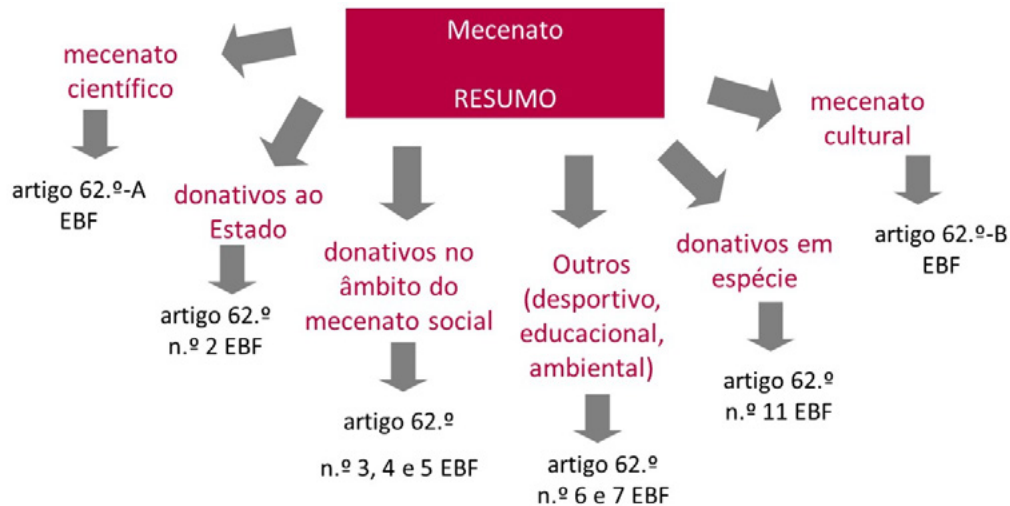 Mecenato
RESUMO
mecenato
científico
artigo 62.º-A
EBF
donativos ao
Estado
artigo 62.º
n.º 2 EBF
donativos no
âmbito do
mecenato social
artigo 62.º
n.º 3, 4 e 5 EBF
Outros
(desportivo,
educacional,
ambiental)
artigo 62.º
n.º 6 e 7 EBF
donativos em
espécie
artigo 62.º
n.º 11 EBF
mecenato
cultural
artigo 62.º-B
EBF